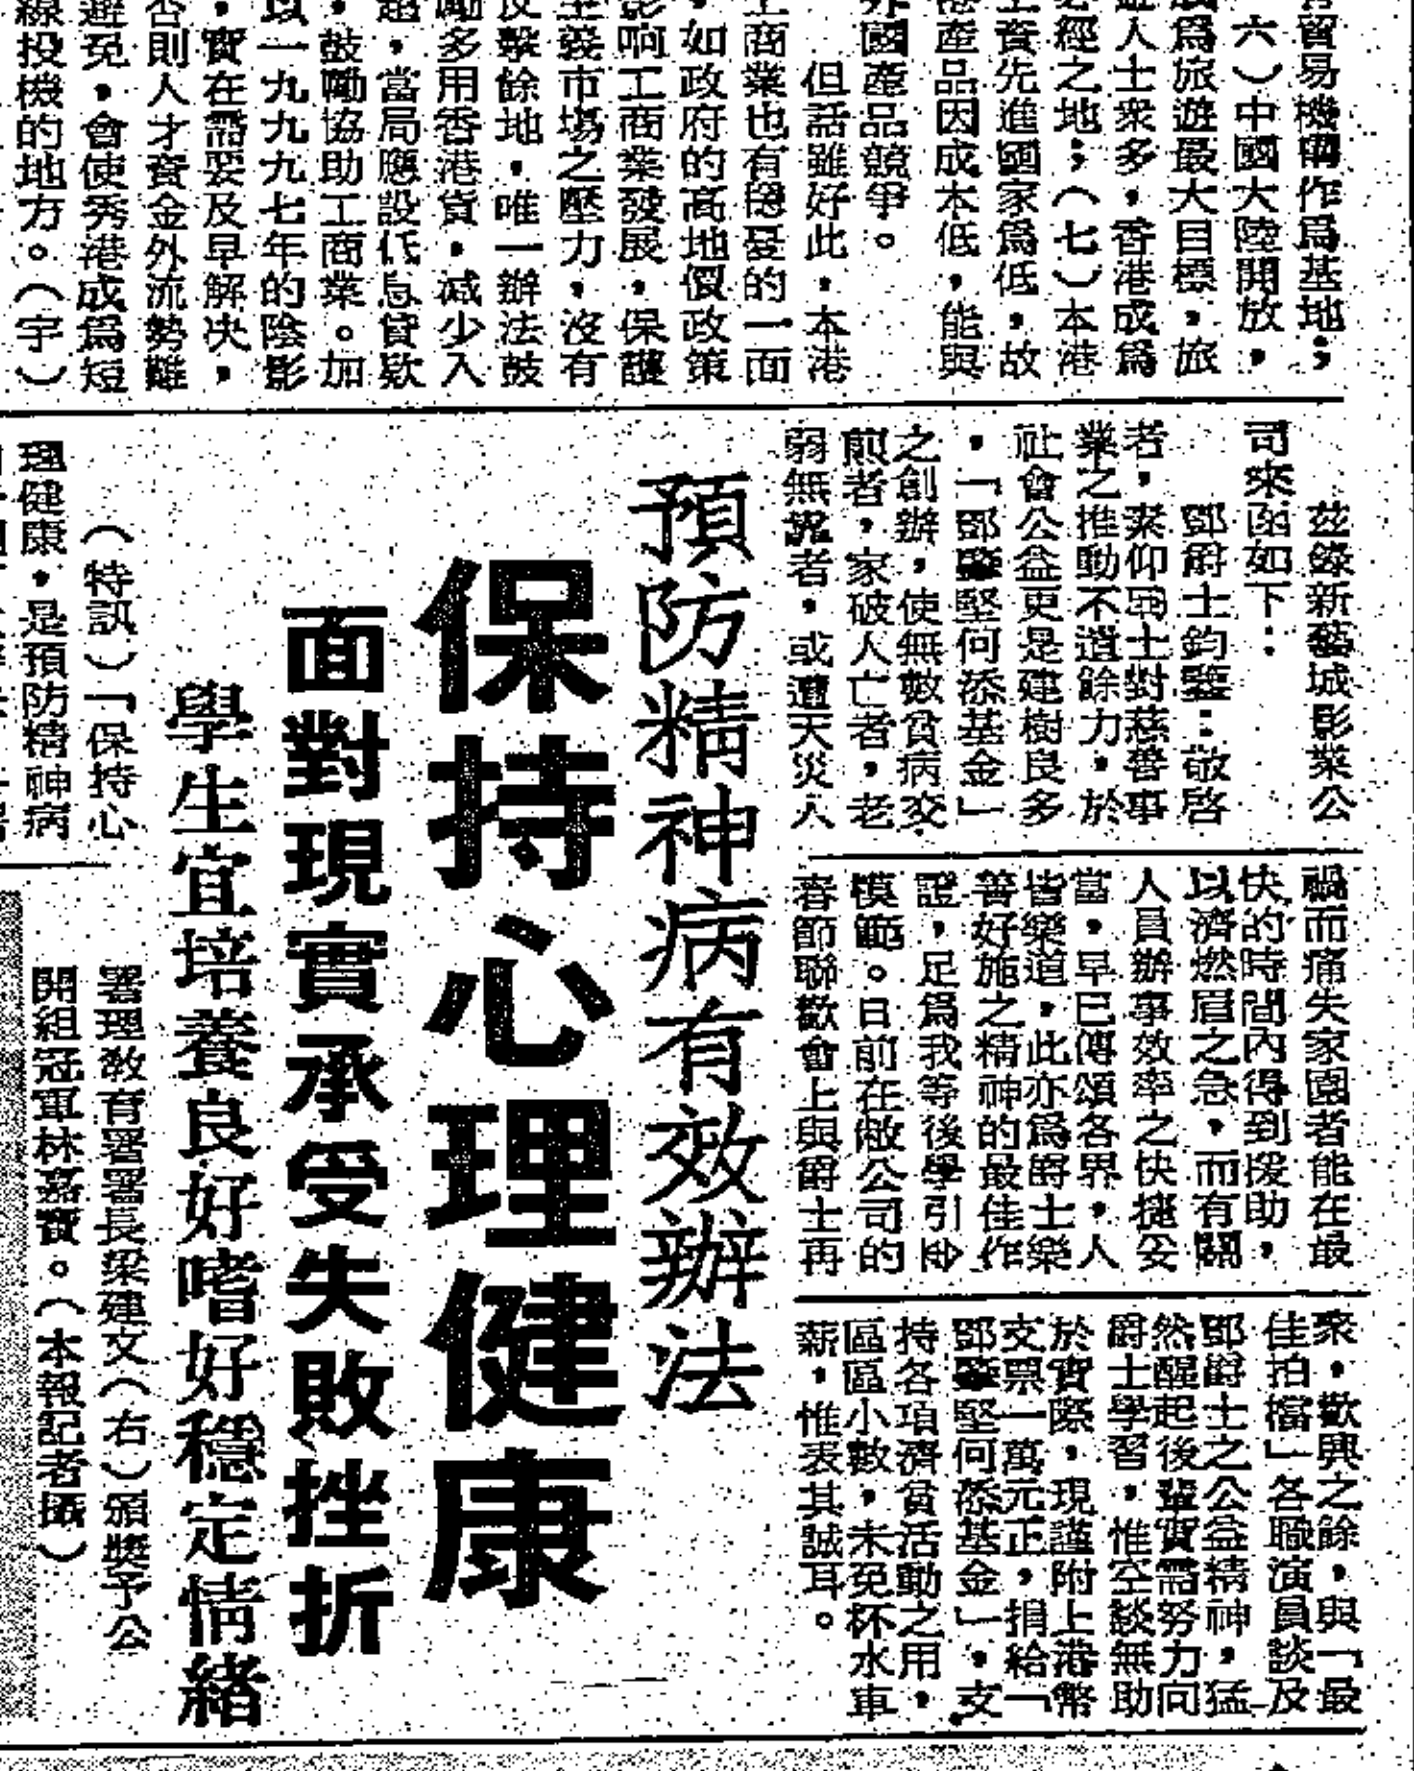 有貿易機構作爲基地；
六）中國大陸開放，
成爲旅遊最大目標，旅
遊人士衆多，香港成爲
必經之地；（七）本港
工資先進國家爲低，故
港產品因成本低，能與
外國產品競爭。
但話雖好此，本港
工商業也有隱憂的一面
，如政府的高地價政策
影响工商業發展，保護
主義市場之壓力，沒有
反擊餘地，唯一辦法鼓
勵多用香港貨，减少入
超，當局應設低息貸欵
，鼓勵協助工商業。加
以一九九七年的陰影
，實在需要及早解决，
否則人才資金外流勢難
避免，會使秀港成爲短
線投機的地方。（宇）
茲錄新藝城影業公
司來函如下：
鄧爵士鈞鑒：敬啓
者，素仰爵士對慈善事
業之推動不遺餘力，於
社會公益更是建樹良多
，「鄧肇堅何添基金」
之創辦，使無數貧病交
煎者，家破人亡者，老
弱無靠者，或遭天災人
禍而痛失家園者能在最
快的時間內得到援助，
以濟燃眉之急，而有關
人員辦事效率之快捷妥
當，早已傳頌各界，人
皆樂道，此亦爲爵士樂
善好施之精神的最佳作
證，足爲我等後學引以
模範。日前在敝公司的
春節聯歡會上與爵士再
聚，歡興之餘，與「最
佳拍檔」各職演員談及
鄧爵士之公益精神，猛
然醒起後輩實需努力向
爵士學習，惟空談無助
於實際，現謹附上港幣
支票一萬元正，捐給「
鄧肇堅何添基金」，支
持各項濟貧活動之用，
區區小數，未免杯水車
薪，惟表其誠耳。
預防精神病有效辦法
保持心理健康
面對現實承受失敗挫折
學生宜培養良好嗜好穩定情緒
（特訊）「保持心
理健康，是預防精神病
署理敎育署署長梁建文（右）頒獎予公
開組冠軍林嘉寶。（本報記者攝）